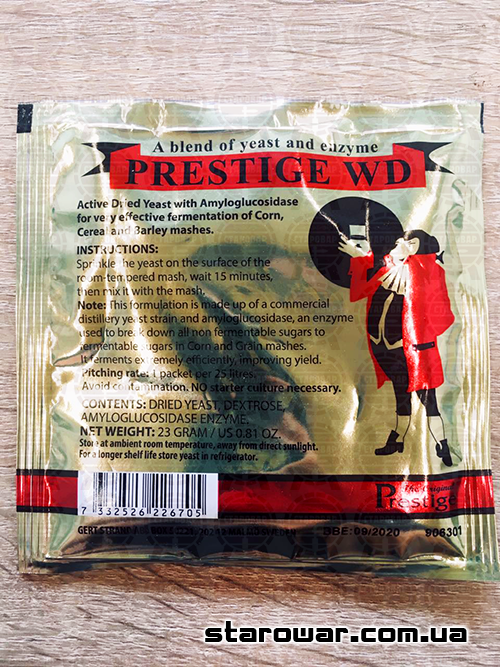 A blend of yeast and enzyme
PRESTIGE WD
Active Dried Yeast with Amyloglucosidase
for very effective fermentation of Corn,
Cereal and Barley mashes.
INSTRUCTIONS:
Sprinkle the yeast on the surface of the
room-tempered mash, wait 15 minutes,
then mix it with the mash.
Note: This formulation is made up of a commercial
distillery yeast strain and amyloglucosidase, an enzyme
used to break down all non fermentable sugars to
fermentable sugars in Corn and Grain mashes.
It ferments extremely efficiently, improving yield.
Pitching rate: 1 packet per 25 litres.
Avoid contamination. NO starter culture necessary.
CONTENTS: DRIED YEAST, DEXTROSE,
AMYLOGLUCOSIDASE ENZYME,
NET WEIGHT: 23 GRAM / US 0.81 OZ.
Store at ambient room temperature, away from direct sunlight.
For a longer shelf life store yeast in refrigerator.
The Original
Prestige
7 332526 226705
GERT STRAND
BBE:09/2020 906301
starowar.com.ua